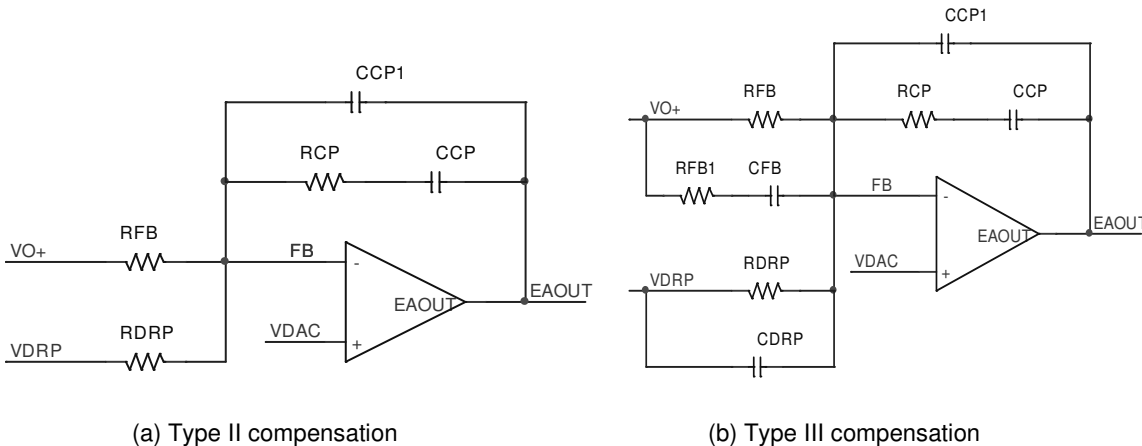 CCP1
RCP
CCP
RFB
VO+
FB
-
EAOUT
EAOUT
VDAC
+
RDRP
VDRP
(a) Type II compensation
CCP1
RFB
RCP
CCP
VO+
RFB1
CFB
FB
-
EAOUT
EAOUT
VDAC
+
RDRP
VDRP
CDRP
(b) Type III compensation